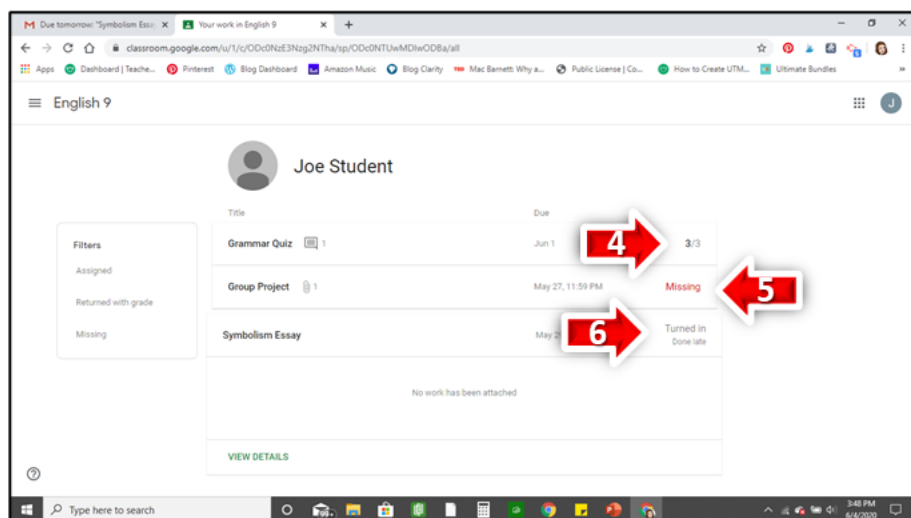 Due tomorrow: "Symbolism Ess
Your work in English 9
classroom.google.com/u/1/c/ODc0NzE3Nzg2NTha/sp/ODc0NTUwMDIwODBa/all
Apps Dashboard | Teache... Pinterest Blog Dashboard Amazon Music Blog Clarity Mac Barnett: Why a... Public License | Co... How to Create UTM... Ultimate Bundles »
English 9 J
Joe Student
Title Due
Filters
Assigned
Returned with grade
Missing
Grammar Quiz 1 Jun 1 4 3/3
Group Project 1 May 27, 11:59 PM Missing 5
Symbolism Essay May 6 Turned in
Done late
No work has been attached
VIEW DETAILS
Type here to search 99+ 3:48 PM
6/4/2020